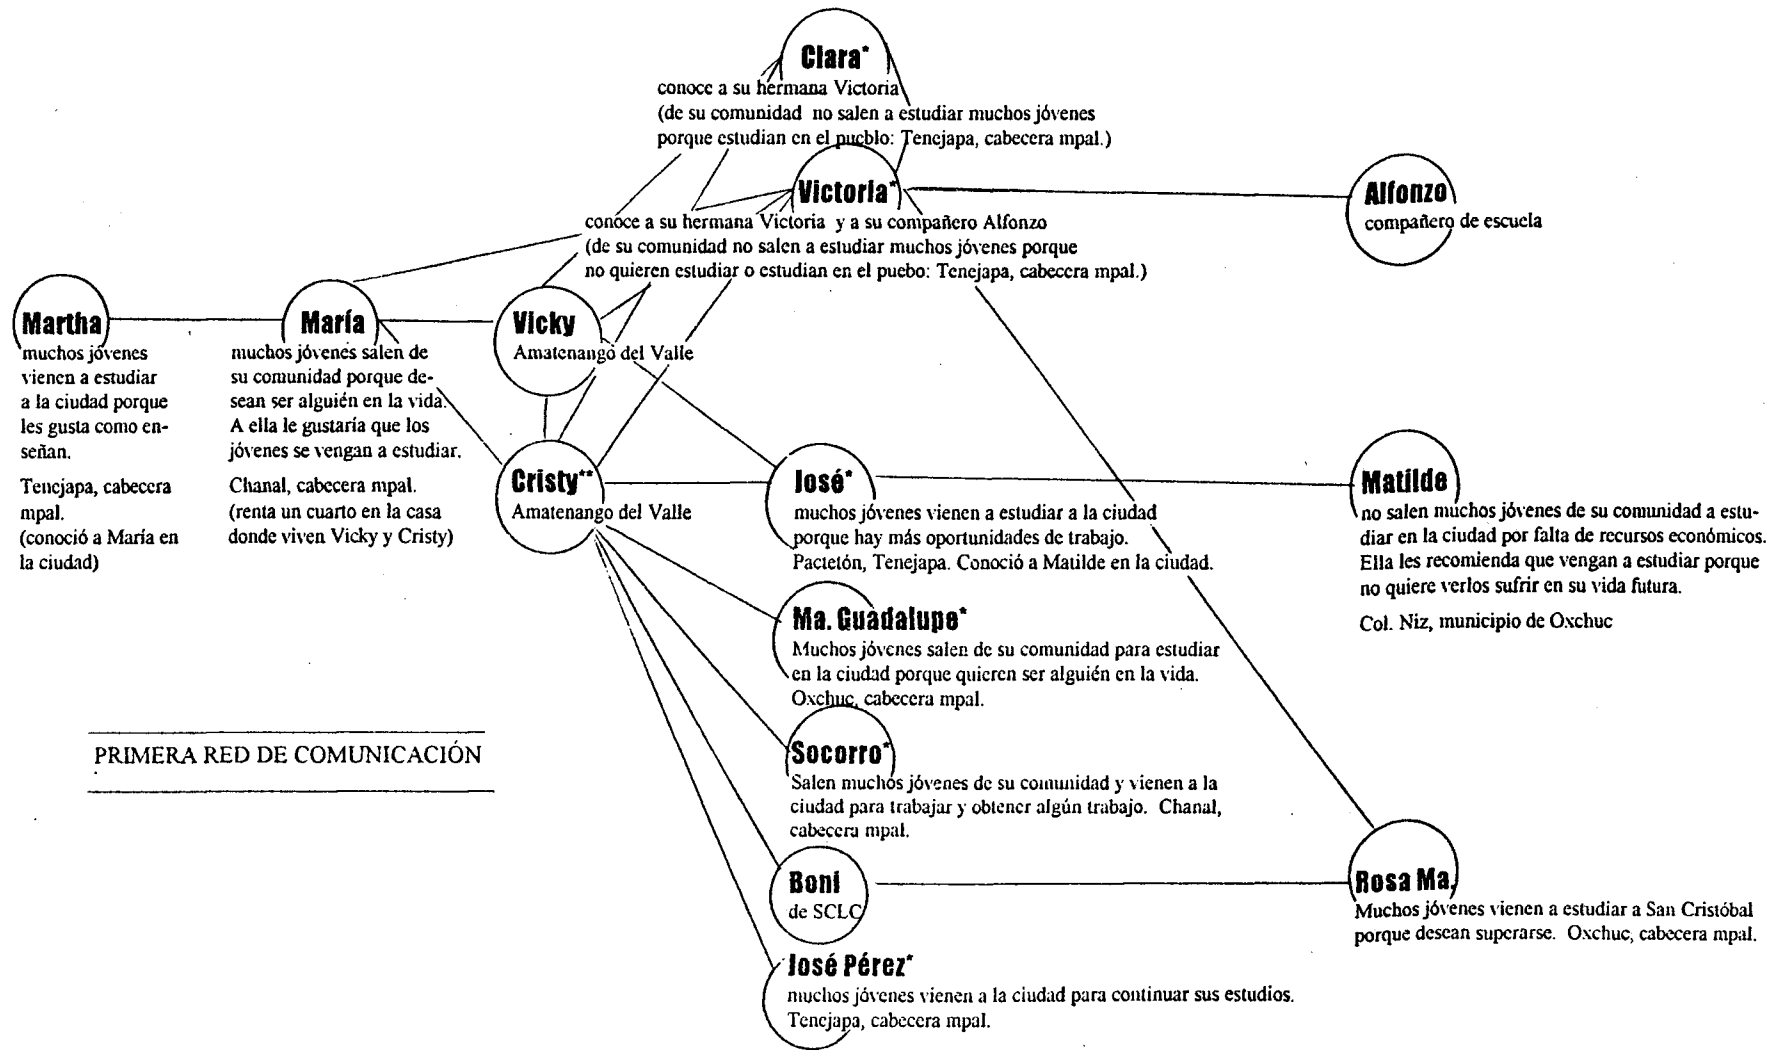 Clara*
conoce a su hermana Victoria
(de su comunidad no salen a estudiar muchos jóvenes
porque estudian en el pueblo: Tenejapa, cabecera mpal.)
Victoria*
conoce a su hermana Victoria y a su compañero Alfonzo
(de su comunidad no salen a estudiar muchos jóvenes porque
no quieren estudiar o estudian en el puebo: Tenejapa, cabecera mpal.)
Alfonzo
compañero de escuela
Martha
muchos jóvenes
vienen a estudiar
a la ciudad porque
les gusta como en-
señan.
Tenejapa, cabecera
mpal.
(conoció a María en
la ciudad)
María
muchos jóvenes salen de
su comunidad porque de-
sean ser alguién en la vida.
A ella le gustaría que los
jóvenes se vengan a estudiar.
Chanal, cabecera mpal.
(renta un cuarto en la casa
donde viven Vicky y Cristy)
Vicky
Amatenango del Valle
Cristy**
Amatenango del Valle
José*
muchos jóvenes vienen a estudiar a la ciudad
porque hay más oportunidades de trabajo.
Pactetón, Tenejapa. Conoció a Matilde en la ciudad.
Matilde
no salen muchos jóvenes de su comunidad a estu-
diar en la ciudad por falta de recursos económicos.
Ella les recomienda que vengan a estudiar porque
no quiere verlos sufrir en su vida futura.
Col. Niz, municipio de Oxchuc
Ma. Guadalupe*
Muchos jóvenes salen de su comunidad para estudiar
en la ciudad porque quieren ser alguién en la vida.
Oxchuc, cabecera mpal.
PRIMERA RED DE COMUNICACIÓN
Socorro*
Salen muchos jóvenes de su comunidad y vienen a la
ciudad para trabajar y obtener algún trabajo. Chanal,
cabecera mpal.
Boni
de SCLC
Rosa Ma.
Muchos jóvenes vienen a estudiar a San Cristóbal
porque desean superarse. Oxchuc, cabecera mpal.
José Pérez*
muchos jóvenes vienen a la ciudad para continuar sus estudios.
Tenejapa, cabecera mpal.